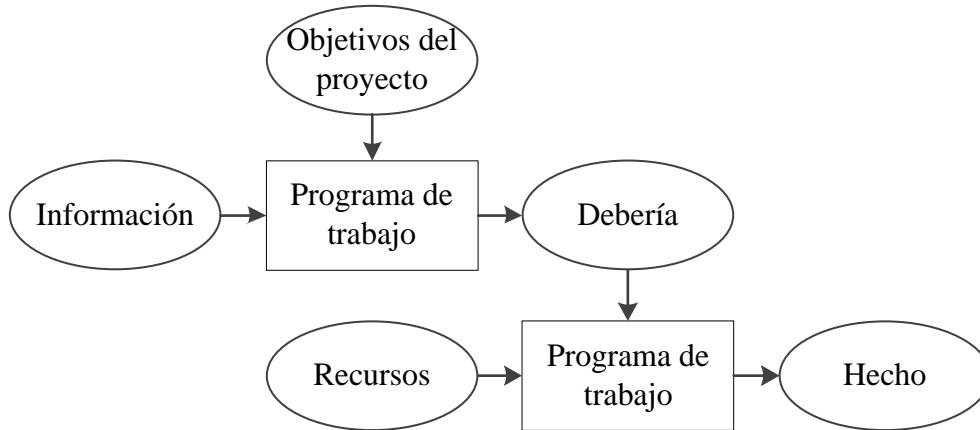 Objetivos del
proyecto
Información
Programa de
trabajo
Debería
Recursos
Programa de
trabajo
Hecho